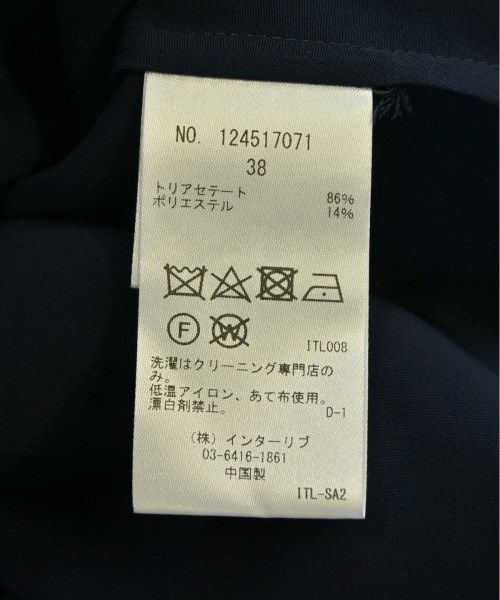 NO. 124517071
38
トリアセテート 86%
ポリエステル 14%
F W
ITL008
洗濯はクリーニング専門店の
み。
低温アイロン、あて布使用。
漂白剤禁止。 D-1
(株) インターリブ
03-6416-1861
中国製
ITL-SA2